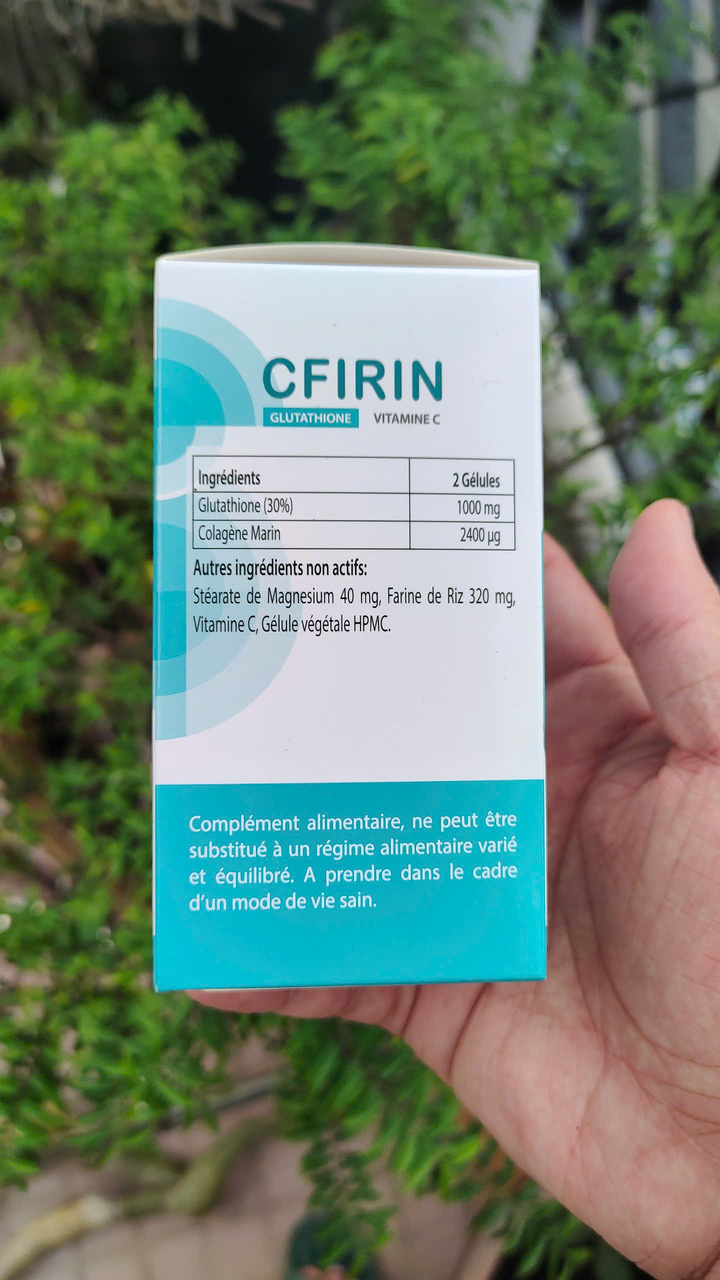 CFIRIN
GLUTATHIONE VITAMINE C
Ingrédients 2 Gélules
Glutathione (30%) 1000 mg
Colagène Marin 2400 µg
Autres ingrédients non actifs:
Stéarate de Magnesium 40 mg, Farine de Riz 320 mg,
Vitamine C, Gélule végétale HPMC.
Complément alimentaire, ne peut être
substitué à un régime alimentaire varié
et équilibré. A prendre dans le cadre
d'un mode de vie sain.